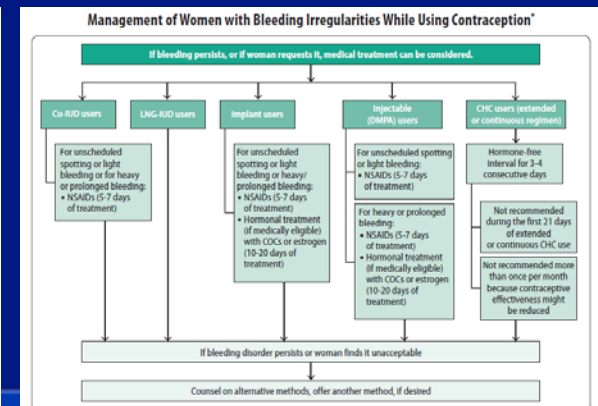 Management of Women with Bleeding Irregularities While Using Contraception*
If bleeding persists, or if woman requests it, medical treatment can be considered.
Cu-IUD users
LNG-IUD users
Implant users
Injectable
(DMPA) users
CHC users (extended
or continuous regimen)
For unscheduled
spotting or light
bleeding or for heavy
or prolonged bleeding:
• NSAIDs (5-7 days
of treatment)
For unscheduled
spotting or light
bleeding or heavy/
prolonged bleeding:
• NSAIDs (5-7 days
of treatment)
• Hormonal treatment
(if medically eligible)
with COCs or estrogen
(10-20 days of
treatment)
For unscheduled spotting
or light bleeding:
• NSAIDs (5-7 days
of treatment)
For heavy or prolonged
bleeding:
• NSAIDs (5-7 days
of treatment)
• Hormonal treatment
(if medically eligible)
with COCs or estrogen
(10-20 days of
treatment)
Hormone-free
interval for 3-4
consecutive days
Not recommended
during the first 21 days
of extended
or continuous CHC use
Not recommended more
than once per month
because contraceptive
effectiveness might
be reduced
If bleeding disorder persists or woman finds it unacceptable
Counsel on alternative methods, offer another method, if desired